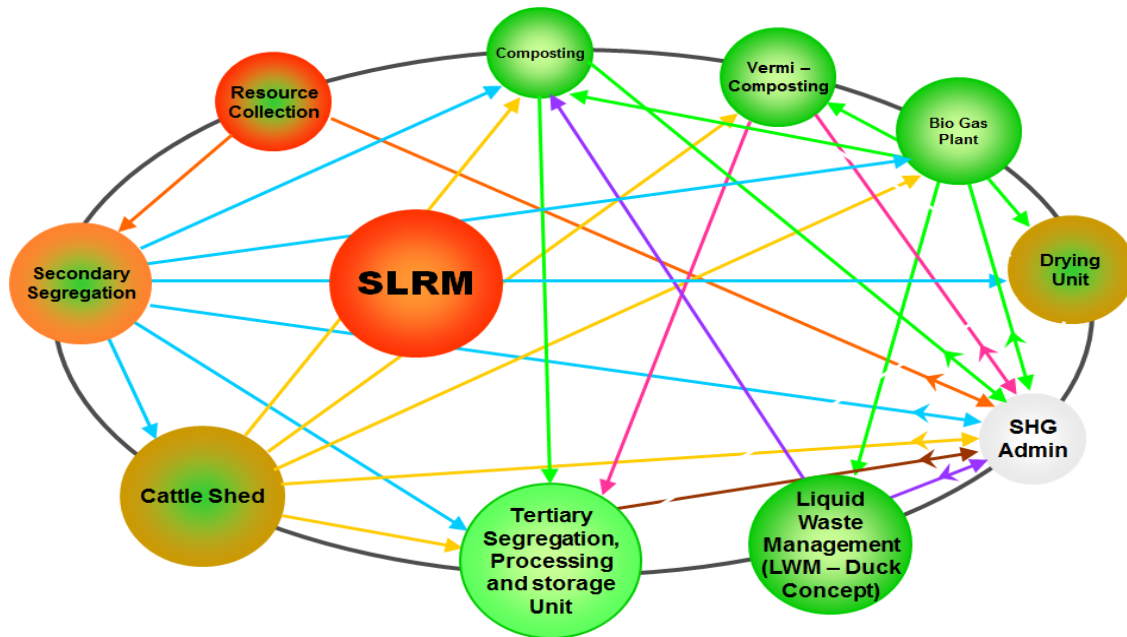 Composting
Vermi –
Composting
Resource
Collection
Bio Gas
Plant
Secondary
Segregation
SLRM
Drying
Unit
SHG
Admin
Cattle Shed
Tertiary
Segregation,
Processing
and storage
Unit
Liquid
Waste
Management
(LWM – Duck
Concept)